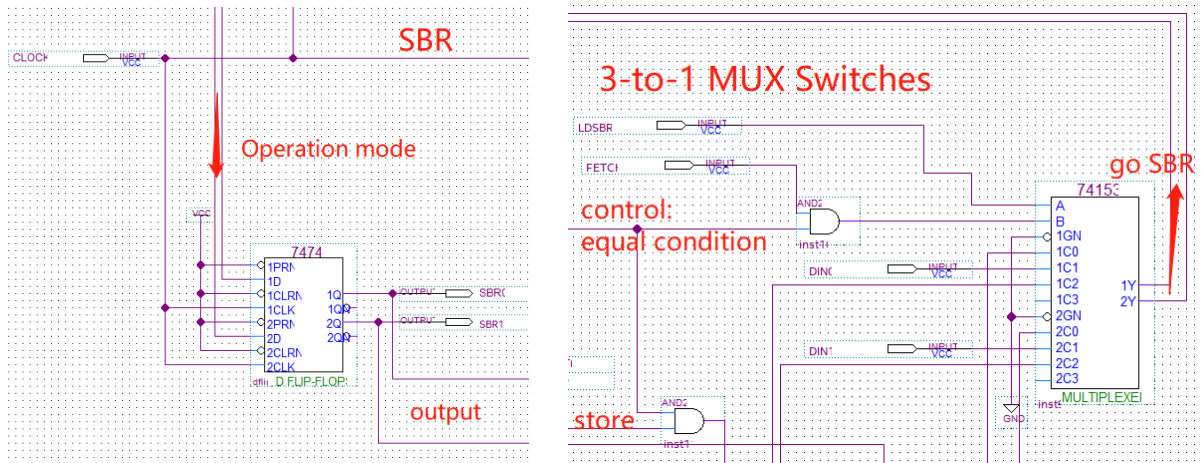 SBR
CLOCK
INPUT
VCC
Operation mode
VCC
7474
1PRN
1D
1CLRN
1CLK
2PRN
2D
2CLRN
2CLK
1Q
1QN
2Q
2QN
OUTPUT
SBR0
OUTPUT
SBR1
D FLIP-FLOPS
output
3-to-1 MUX Switches
LDSBR
INPUT
VCC
FETCH
INPUT
VCC
go SBR
control:
equal condition
AND2
74153
A
B
1GN
1C0
1C1
1C2
1C3
2GN
2C0
2C1
2C2
2C3
1Y
2Y
MULTIPLEXER
DIN0
INPUT
VCC
DIN1
INPUT
VCC
GND
store
AND2
inst1